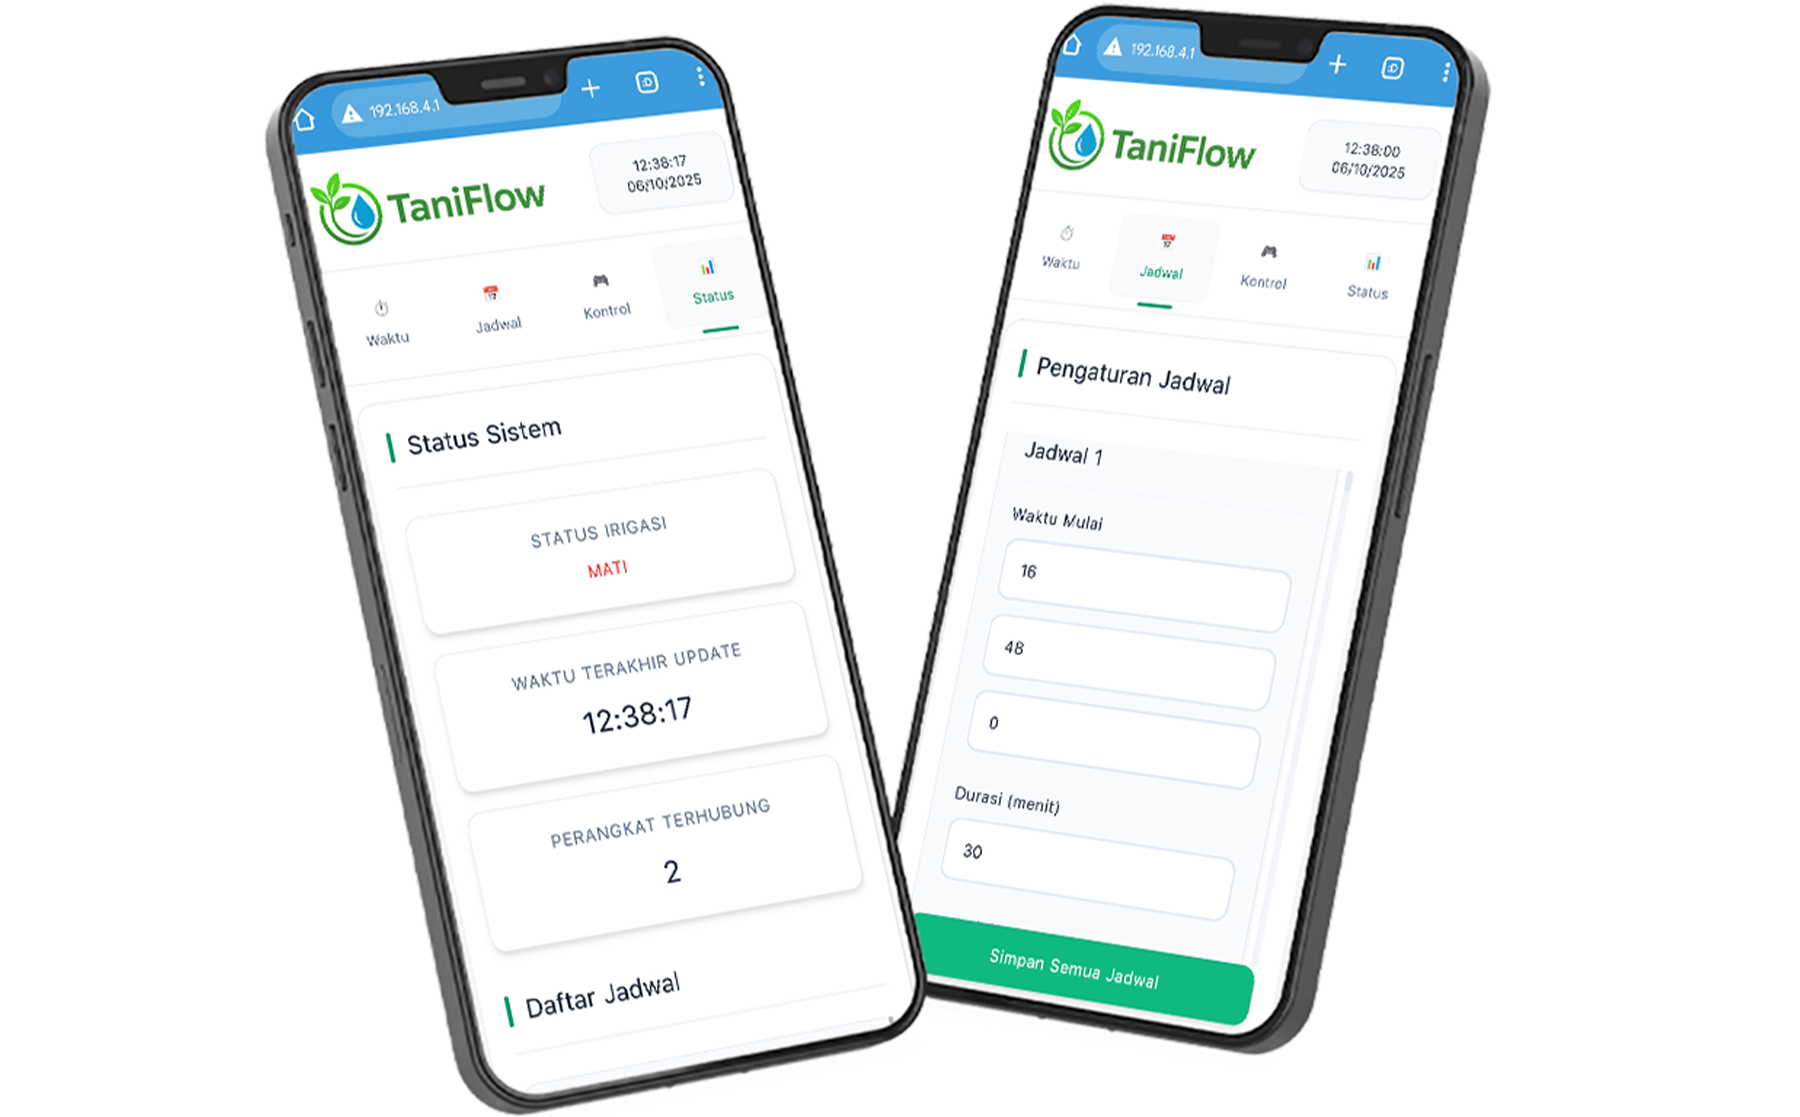 192.168.4.1
TaniFlow
12:38:17
06/10/2025
Waktu
Jadwal
Kontrol
Status
Status Sistem
STATUS IRIGASI
MATI
WAKTU TERAKHIR UPDATE
12:38:17
PERANGKAT TERHUBUNG
2
Daftar Jadwal
192.168.4.1
TaniFlow
12:38:00
06/10/2025
Waktu
Jadwal
Kontrol
Status
Pengaturan Jadwal
Jadwal 1
Waktu Mulai
16
48
0
Durasi (menit)
30
Simpan Semua Jadwal